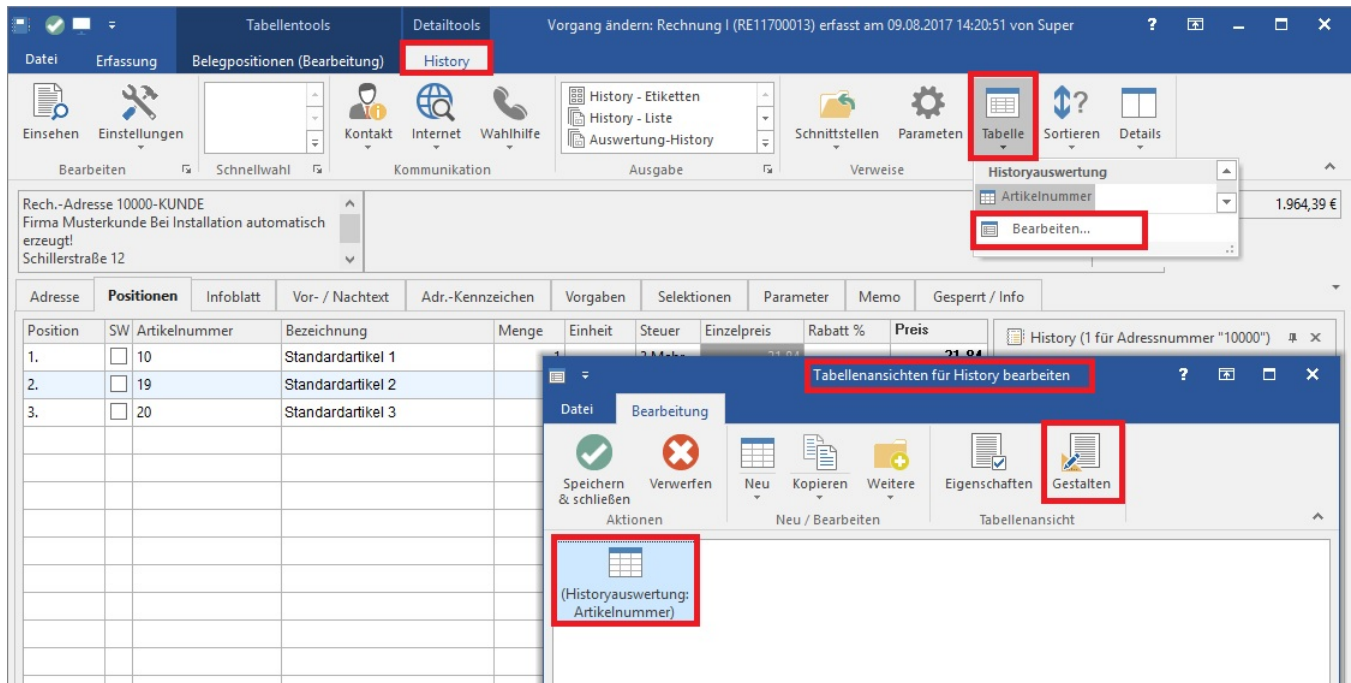 Tabellentools
Detailtools
Vorgang ändern: Rechnung I (RE11700013) erfasst am 09.08.2017 14:20:51 von Super
?
Datei
Erfassung
Belegpositionen (Bearbeitung)
History
Einsehen
Einstellungen
Kontakt
Internet
Wahlhilfe
History - Etiketten
History - Liste
Auswertung-History
Schnittstellen
Parameter
Tabelle
Sortieren
Details
Bearbeiten
Schnellwahl
Kommunikation
Ausgabe
Verweise
Historyauswertung
Artikelnummer
Bearbeiten...
Rech.-Adresse 10000-KUNDE
Firma Musterkunde Bei Installation automatisch
erzeugt!
Schillerstraße 12
1.964,39 €
Adresse
Positionen
Infoblatt
Vor- / Nachtext
Adr.-Kennzeichen
Vorgaben
Selektionen
Parameter
Memo
Gesperrt / Info
Position SW Artikelnummer Bezeichnung Menge Einheit Steuer Einzelpreis Rabatt % Preis
History (1 für Adressnummer "10000")
1. 10 Standardartikel 1 1 21,84 21,84
2. 19 Standardartikel 2
3. 20 Standardartikel 3
Tabellenansichten für History bearbeiten
?
Datei
Bearbeitung
Speichern
& schließen
Verwerfen
Neu
Kopieren
Weitere
Eigenschaften
Gestalten
Aktionen
Neu / Bearbeiten
Tabellenansicht
(Historyauswertung:
Artikelnummer)